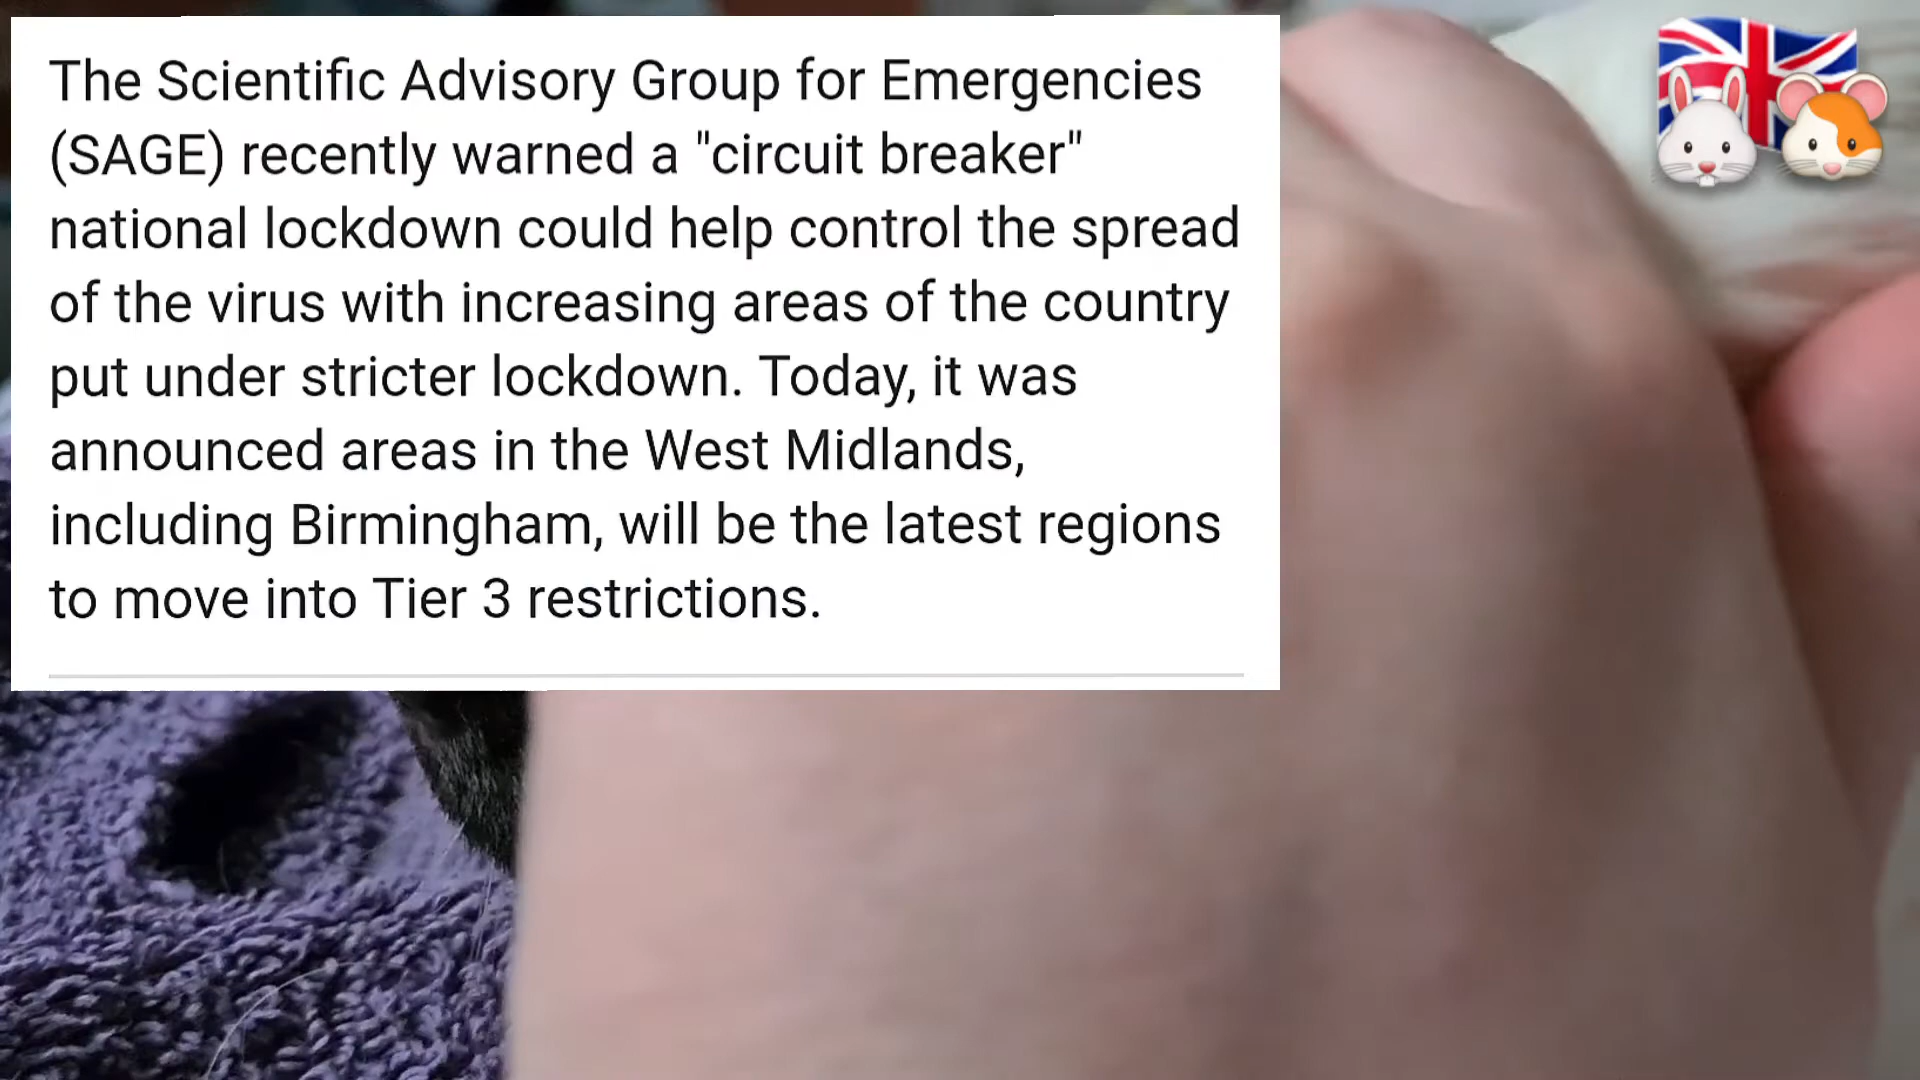 The Scientific Advisory Group for Emergencies
(SAGE) recently warned a "circuit breaker"
national lockdown could help control the spread
of the virus with increasing areas of the country
put under stricter lockdown. Today, it was
announced areas in the West Midlands,
including Birmingham, will be the latest regions
to move into Tier 3 restrictions.